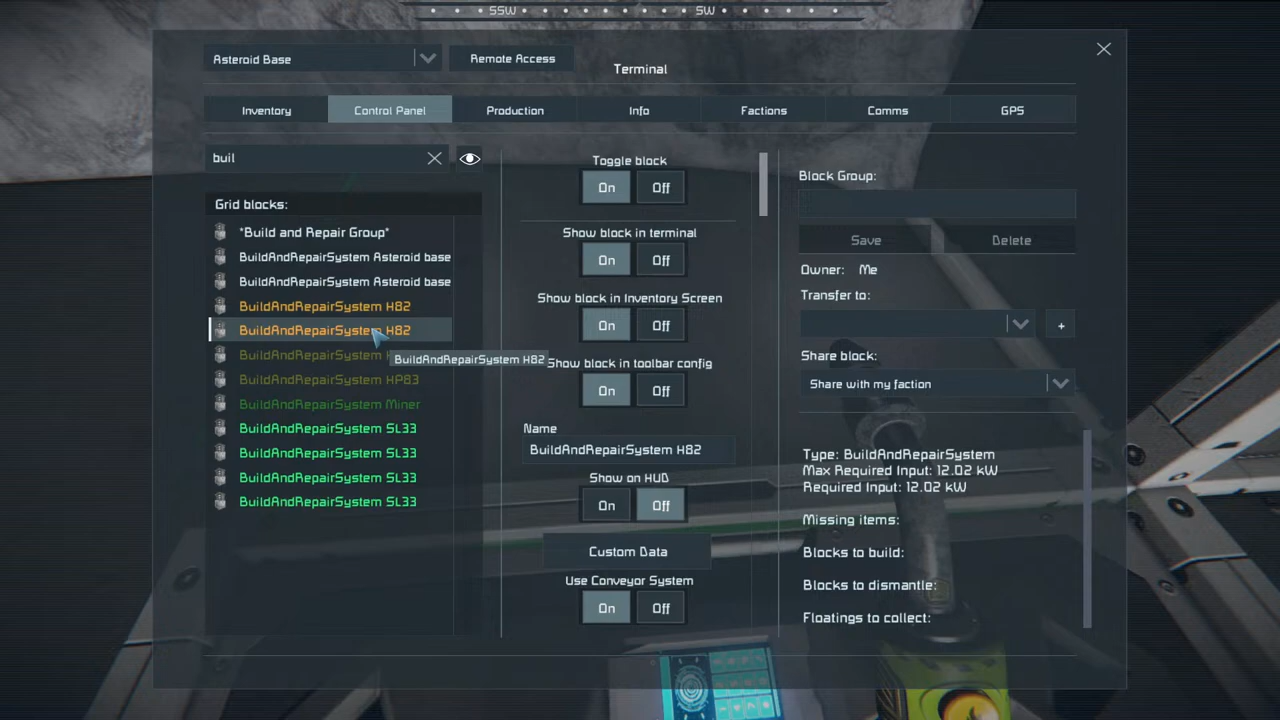 SSW
SW
Asteroid Base
Remote Access
Terminal
Inventory
Control Panel
Production
Info
Factions
Comms
GPS
buil
Grid blocks:
*Build and Repair Group*
BuildAndRepairSystem Asteroid base
BuildAndRepairSystem Asteroid base
BuildAndRepairSystem H82
BuildAndRepairSystem H82
BuildAndRepairSystem
BuildAndRepairSystem H82
BuildAndRepairSystem HP83
BuildAndRepairSystem Miner
BuildAndRepairSystem SL33
BuildAndRepairSystem SL33
BuildAndRepairSystem SL33
BuildAndRepairSystem SL33
Toggle block
On Off
Show block in terminal
On Off
Show block in Inventory Screen
On Off
Show block in toolbar config
On Off
Name
BuildAndRepairSystem H82
Show on HUD
On Off
Custom Data
Use Conveyor System
On Off
Block Group:
Save
Delete
Owner: Me
Transfer to:
+
Share block:
Share with my faction
Type: BuildAndRepairSystem
Max Required Input: 12.02 kW
Required Input: 12.02 kW
Missing items:
Blocks to build:
Blocks to dismantle:
Floatings to collect: